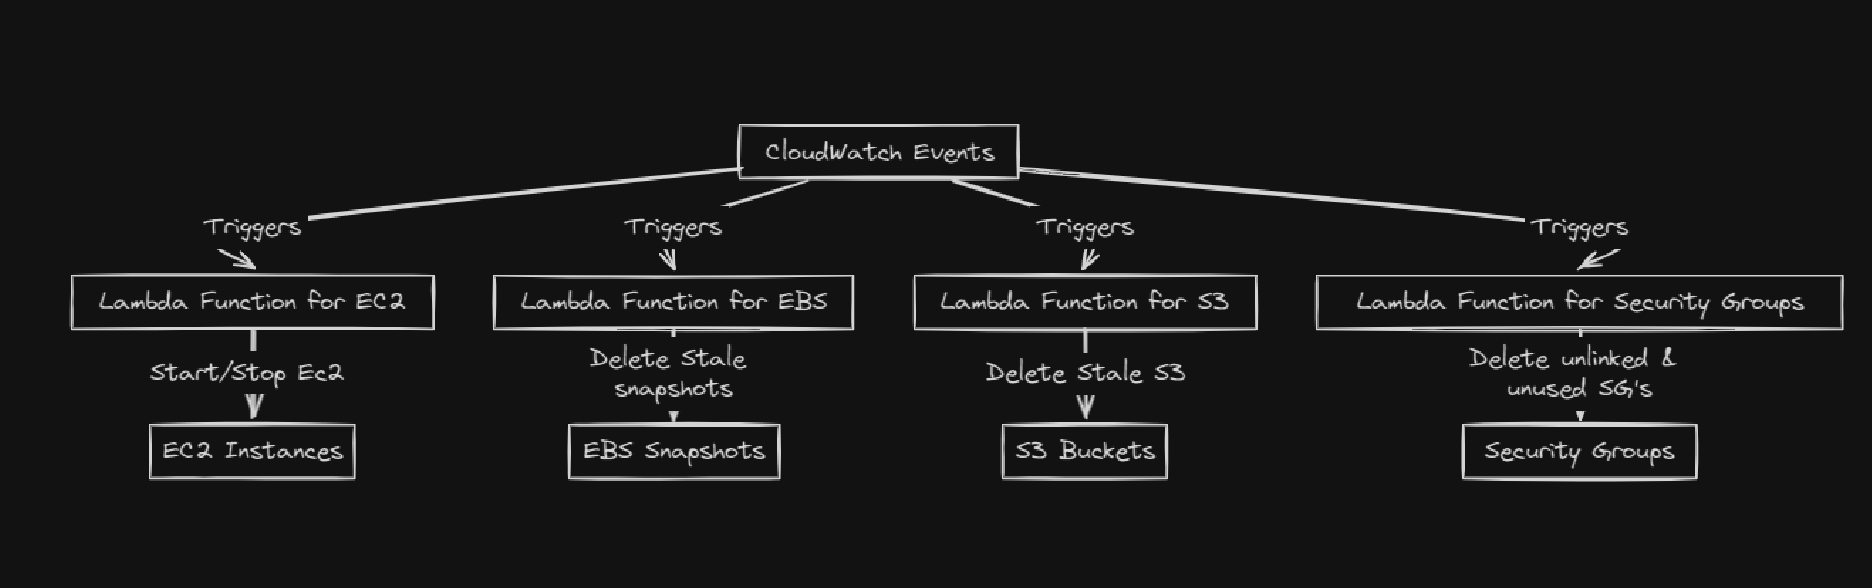 CloudWatch Events
Triggers
Triggers
Triggers
Triggers
Lambda Function for EC2
Lambda Function for EBS
Lambda Function for S3
Lambda Function for Security Groups
Start/Stop Ec2
Delete Stale
snapshots
Delete Stale S3
Delete unlinked &
unused SG's
EC2 Instances
EBS Snapshots
S3 Buckets
Security Groups